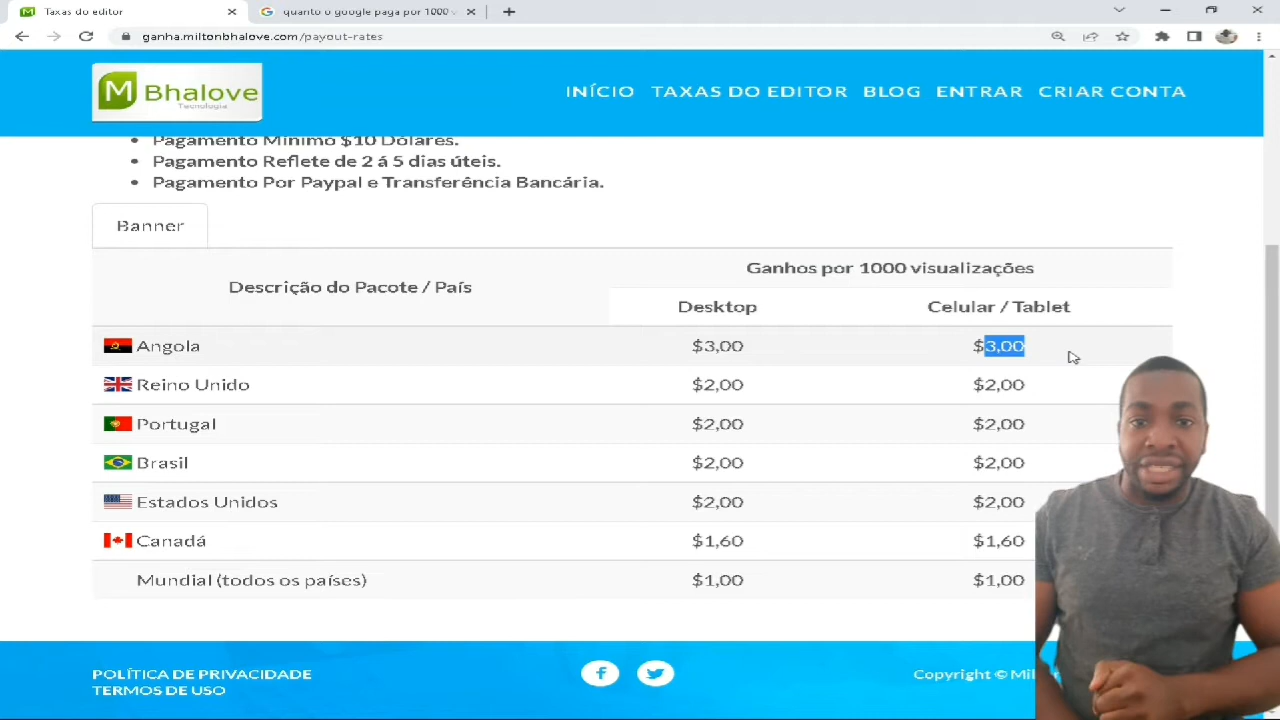 Taxas do editor
quanto o google paga por 1000
ganha.miltonbhalove.com/payout-rates
M Bhalove
Tecnologia
INÍCIO TAXAS DO EDITOR BLOG ENTRAR CRIAR CONTA
Pagamento Mínimo $10 Dólares.
Pagamento Reflete de 2 á 5 dias úteis.
Pagamento Por Paypal e Transferência Bancária.
Banner
Descrição do Pacote / País
Ganhos por 1000 visualizações
Desktop Celular / Tablet
Angola $3,00 $3,00
Reino Unido $2,00 $2,00
Portugal $2,00 $2,00
Brasil $2,00 $2,00
Estados Unidos $2,00 $2,00
Canadá $1,60 $1,60
Mundial (todos os países) $1,00 $1,00
POLÍTICA DE PRIVACIDADE
TERMOS DE USO
Copyright ©